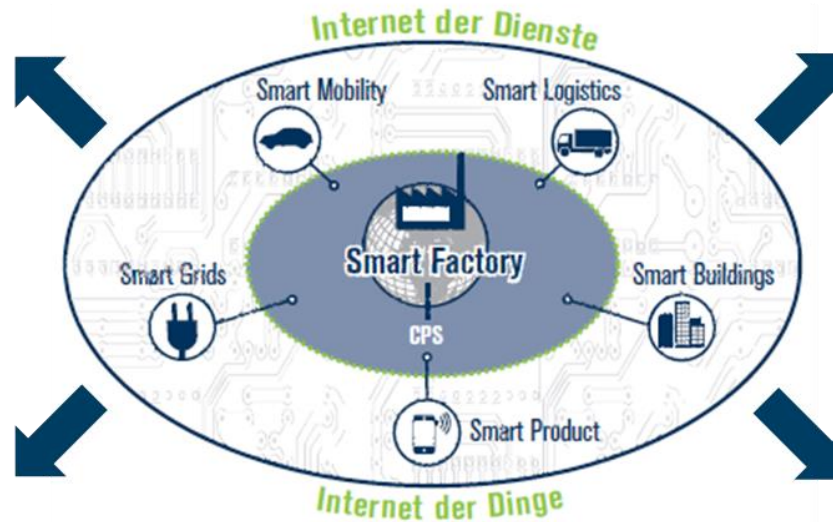 Internet der Dienste
Smart Mobility
Smart Logistics
Smart Factory
Smart Grids
Smart Buildings
CPS
Smart Product
Internet der Dinge